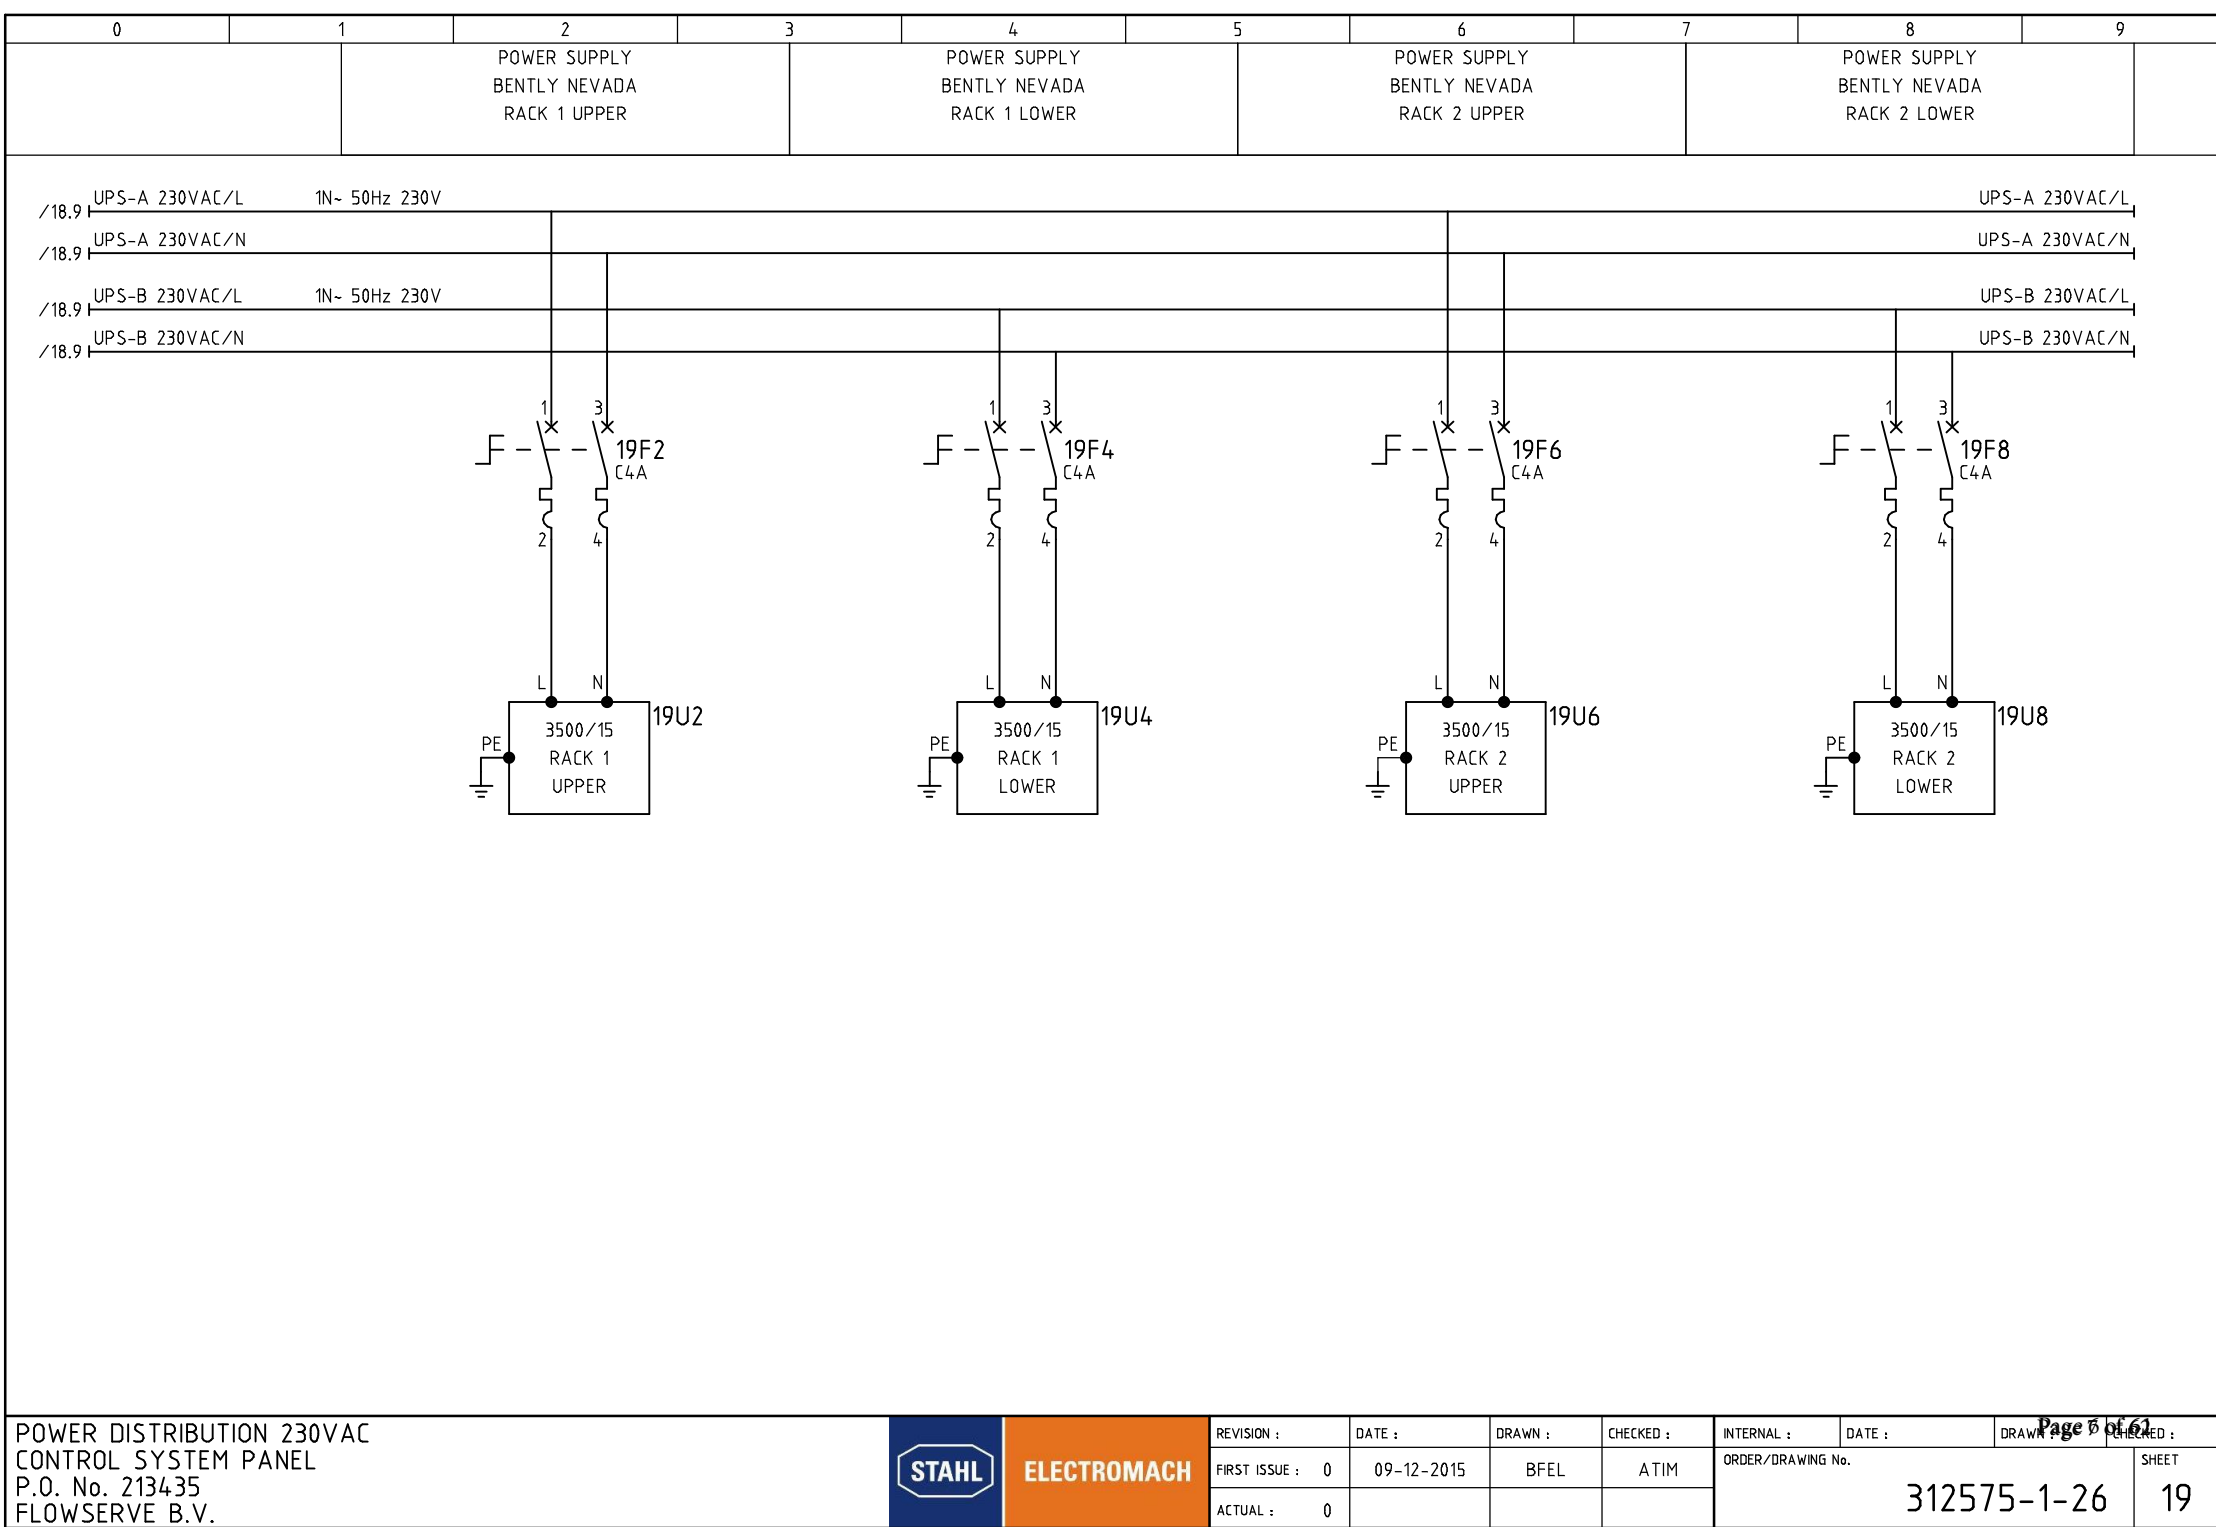 0 1 2 3 4 5 6 7 8 9
POWER SUPPLY
BENTLY NEVADA
RACK 1 UPPER
POWER SUPPLY
BENTLY NEVADA
RACK 1 LOWER
POWER SUPPLY
BENTLY NEVADA
RACK 2 UPPER
POWER SUPPLY
BENTLY NEVADA
RACK 2 LOWER
/18.9 UPS-A 230VAC/L 1N~ 50Hz 230V UPS-A 230VAC/L
/18.9 UPS-A 230VAC/N UPS-A 230VAC/N
/18.9 UPS-B 230VAC/L 1N~ 50Hz 230V UPS-B 230VAC/L
/18.9 UPS-B 230VAC/N UPS-B 230VAC/N
1 3 1 3 1 3 1 3
19F2 19F4 19F6 19F8
C4A C4A C4A C4A
2 4 2 4 2 4 2 4
L N L N L N L N
19U2 19U4 19U6 19U8
3500/15 3500/15 3500/15 3500/15
PE PE PE PE
RACK 1 RACK 1 RACK 2 RACK 2
UPPER LOWER UPPER LOWER
POWER DISTRIBUTION 230VAC
CONTROL SYSTEM PANEL
P.O. No. 213435
FLOWSERVE B.V.
STAHL ELECTROMACH
REVISION : DATE : DRAWN : CHECKED :
FIRST ISSUE : 0 09-12-2015 BFEL ATIM
ACTUAL : 0
INTERNAL : DATE : DRAWN : CHECKED :
Page of
ORDER/DRAWING No. SHEET
312575-1-26 19